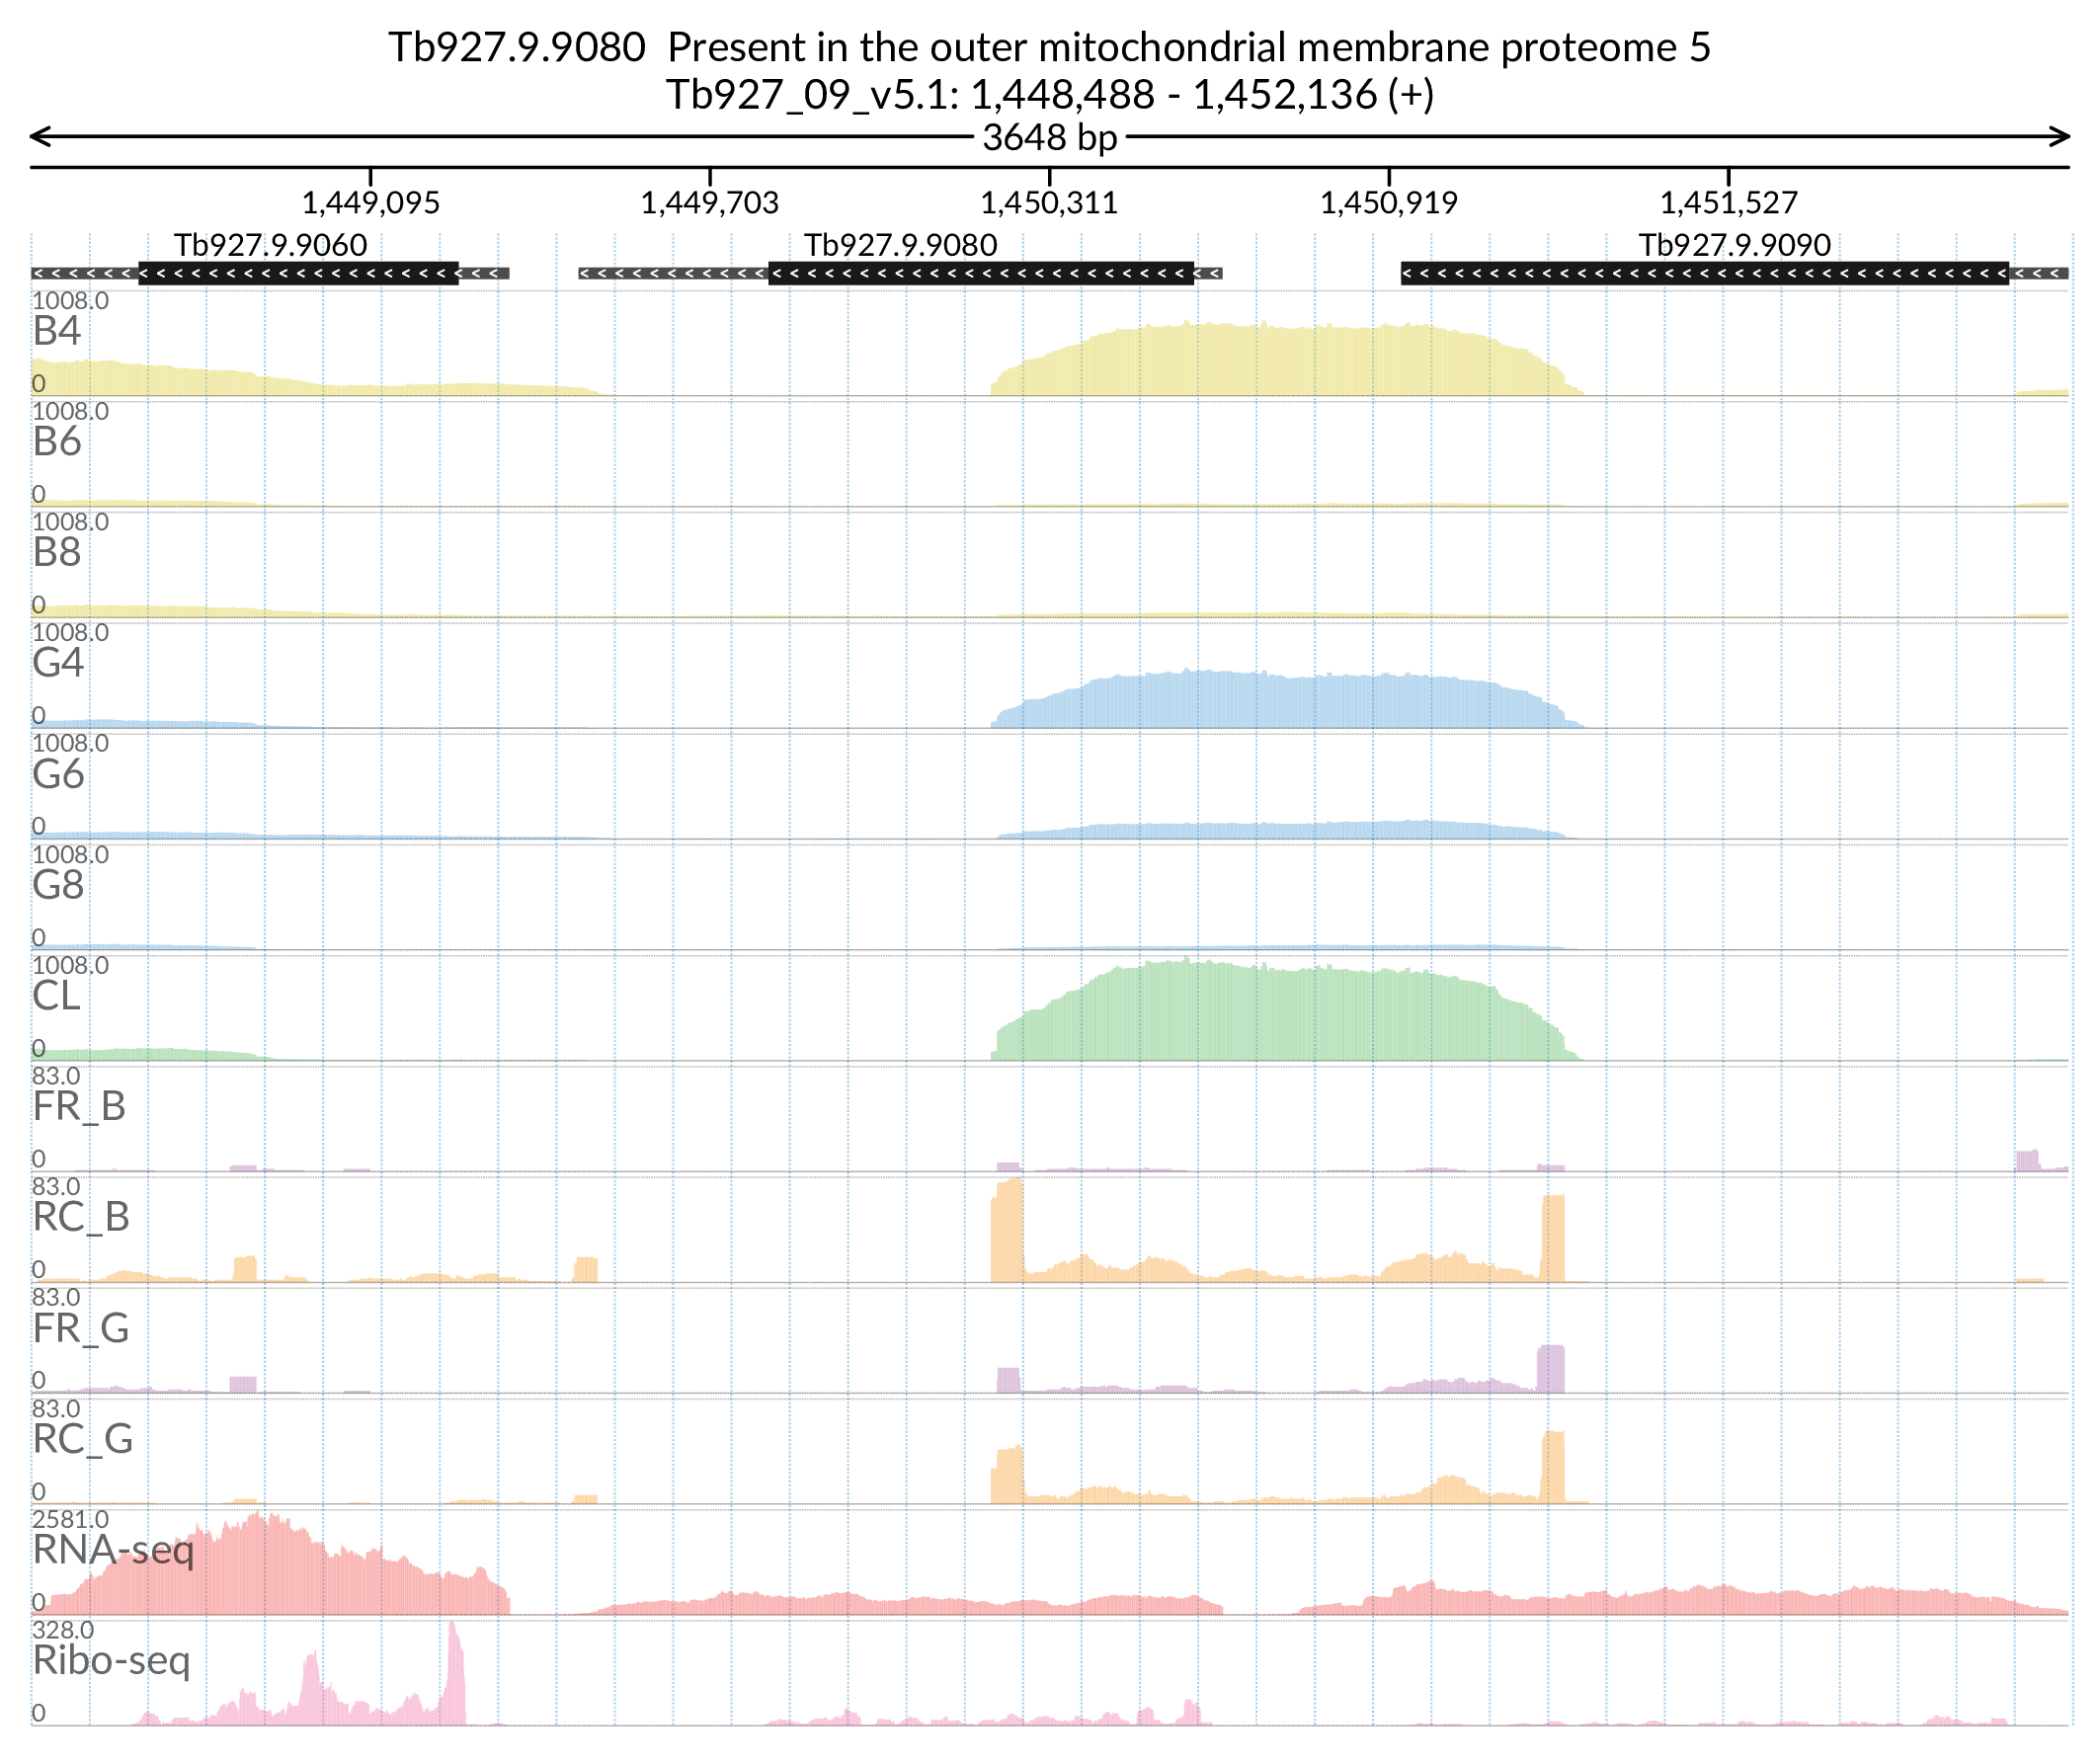 Tb927.9.9080 Present in the outer mitochondrial membrane proteome 5
Tb927_09_v5.1: 1,448,488 - 1,452,136 (+)
3648 bp
1,449,095 1,449,703 1,450,311 1,450,919 1,451,527
Tb927.9.9060 Tb927.9.9080 Tb927.9.9090
1008.0
B4
0
1008.0
B6
0
1008.0
B8
0
1008.0
G4
0
1008.0
G6
0
1008.0
G8
0
1008.0
CL
0
83.0
FR_B
0
83.0
RC_B
0
83.0
FR_G
0
83.0
RC_G
0
2581.0
RNA-seq
0
328.0
Ribo-seq
0